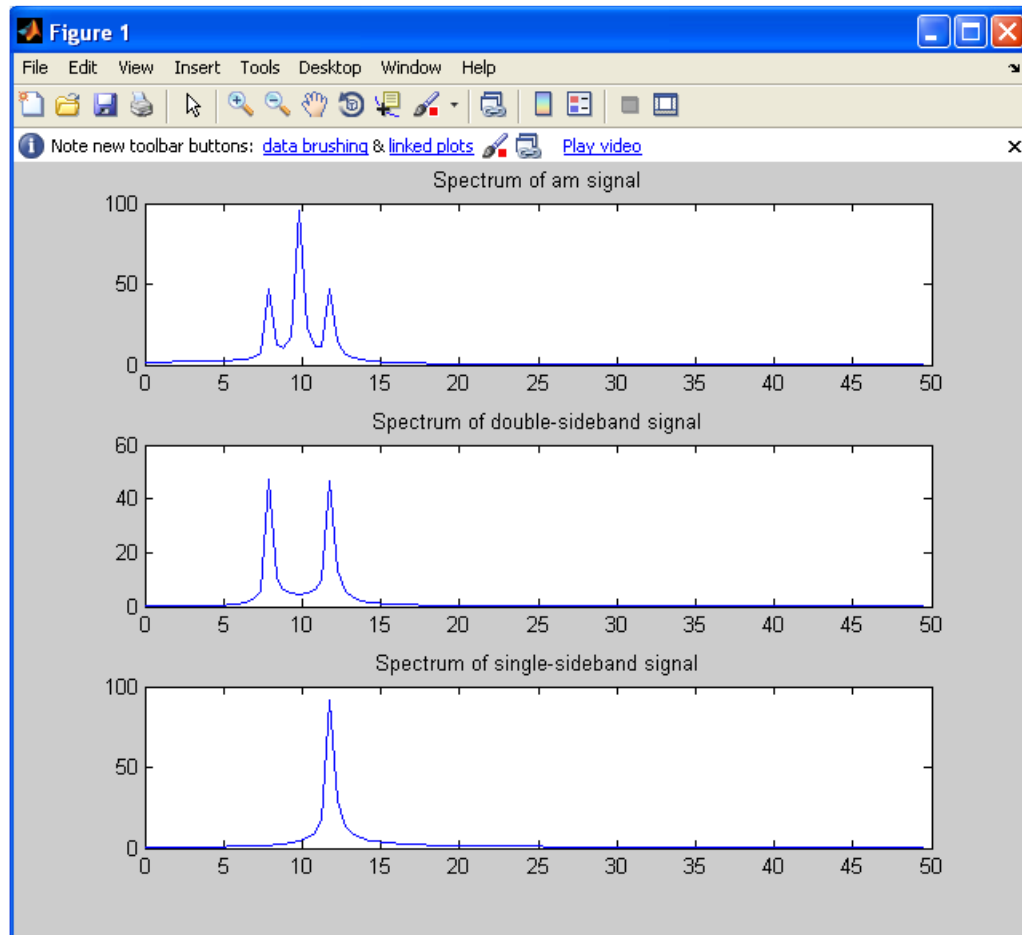 Figure 1
File Edit View Insert Tools Desktop Window Help
Note new toolbar buttons: data brushing & linked plots Play video
Spectrum of am signal
100
50
0
0 5 10 15 20 25 30 35 40 45 50
Spectrum of double-sideband signal
60
40
20
0
0 5 10 15 20 25 30 35 40 45 50
Spectrum of single-sideband signal
100
50
0
0 5 10 15 20 25 30 35 40 45 50